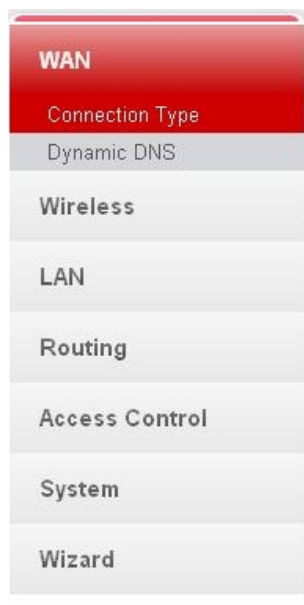 WAN
Connection Type
Dynamic DNS
Wireless
LAN
Routing
Access Control
System
Wizard